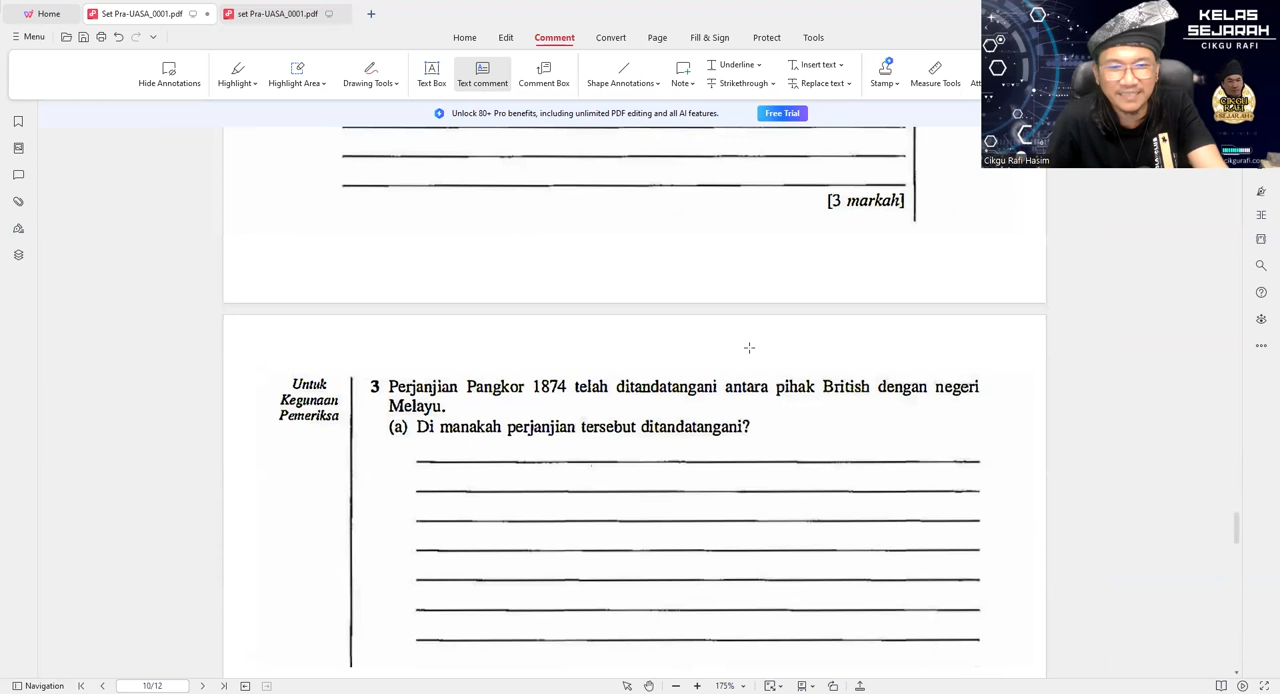 Home
Set Pra-UASA_0001.pdf
set Pra-UASA_0001.pdf
Menu
Home Edit Comment Convert Page Fill & Sign Protect Tools
Hide Annotations
Highlight
Highlight Area
Drawing Tools
Text Box
Text comment
Comment Box
Shape Annotations
Note
Underline
Strikethrough
Insert text
Replace text
Stamp
Measure Tools
Unlock 80+ Pro benefits, including unlimited PDF editing and all AI features.
Free Trial
KELAS
SEJARAH
CIKGU RAFI
CIKGU
RAFI
SEJARAH
Cikgu Rafi Hasim
[3 markah]
Untuk
Kegunaan
Pemeriksa
3 Perjanjian Pangkor 1874 telah ditandatangani antara pihak British dengan negeri
Melayu.
(a) Di manakah perjanjian tersebut ditandatangani?
Navigation
10/12
175%